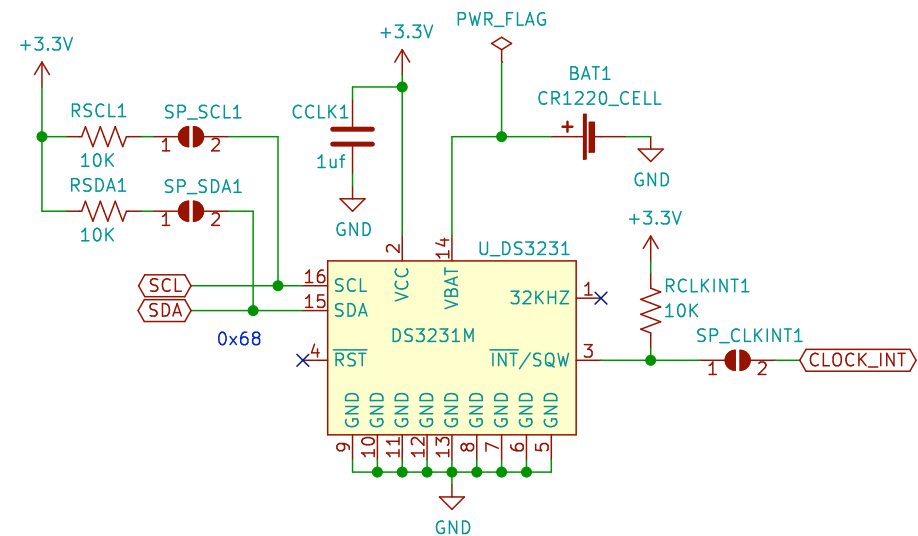 PWR_FLAG
+3.3V
+3.3V
BAT1
CR1220_CELL
+
RSCL1
SP_SCL1
CCLK1
1 2
10K
1uf
RSDA1
SP_SDA1
GND
1 2
10K
GND
+3.3V
2
14
U_DS3231
16
SCL
SCL
VCC
VBAT
32KHZ
1
RCLKINT1
10K
15
SDA
SDA
0x68
DS3231M
SP_CLKINT1
4
RST
INT/SQW
3
1 2
CLOCK_INT
GND GND GND GND GND GND GND GND GND
9 10 11 12 13 8 7 6 5
GND